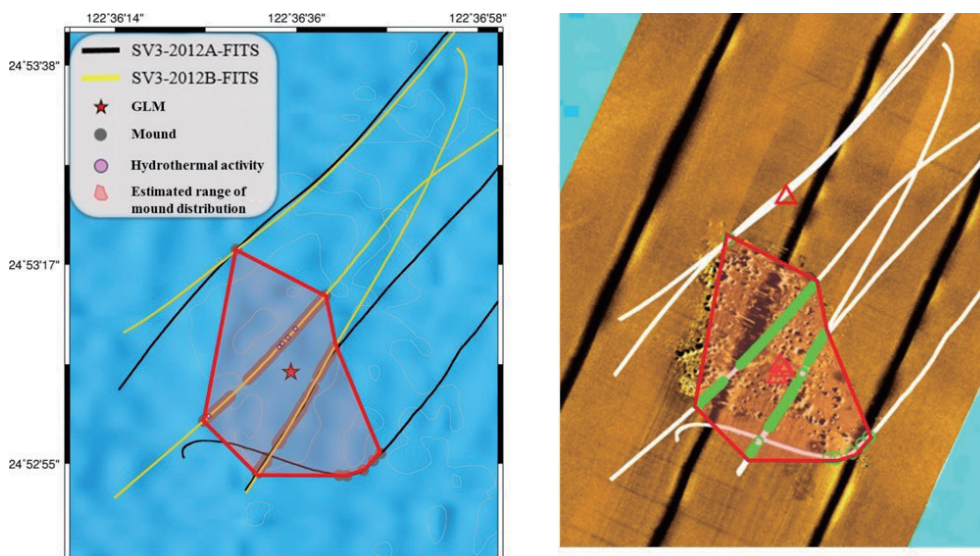 122°36'14" 122°36'36" 122°36'58"
24°53'38"
24°53'17"
24°52'55"
SV3-2012A-FITS
SV3-2012B-FITS
GLM
Mound
Hydrothermal activity
Estimated range of
mound distribution